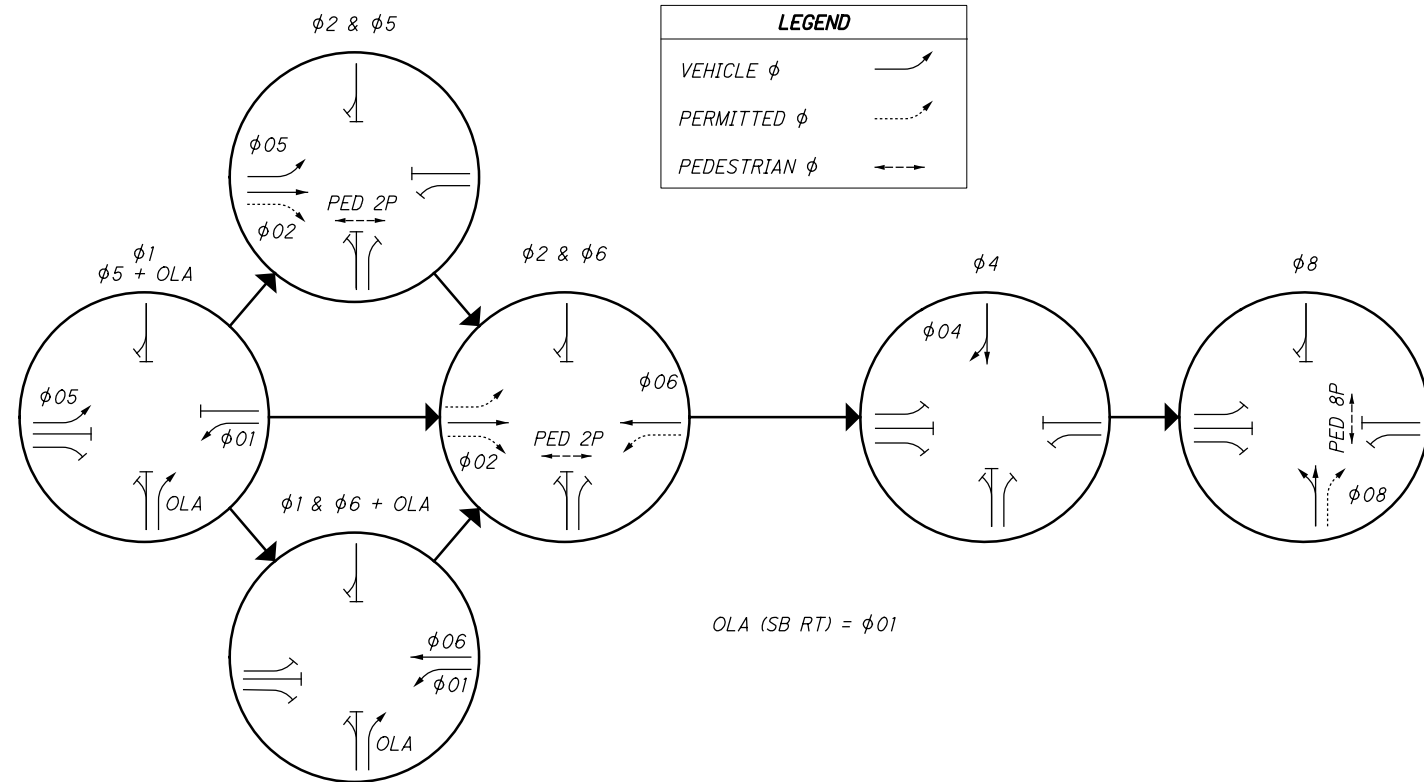 LEGEND
VEHICLE ϕ
PERMITTED ϕ
PEDESTRIAN ϕ
ϕ2 & ϕ5
ϕ05
PED 2P
ϕ02
ϕ1
ϕ5 + OLA
ϕ05
ϕ01
OLA
ϕ2 & ϕ6
ϕ06
PED 2P
ϕ02
ϕ1 & ϕ6 + OLA
ϕ06
ϕ01
OLA
ϕ4
ϕ04
ϕ8
PED 8P
ϕ08
OLA (SB RT) = ϕ01